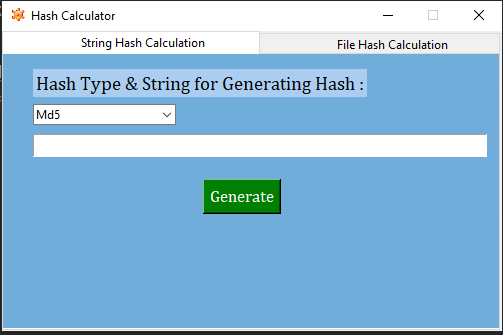 Hash Calculator
String Hash Calculation
File Hash Calculation
Hash Type & String for Generating Hash :
Md5
Generate